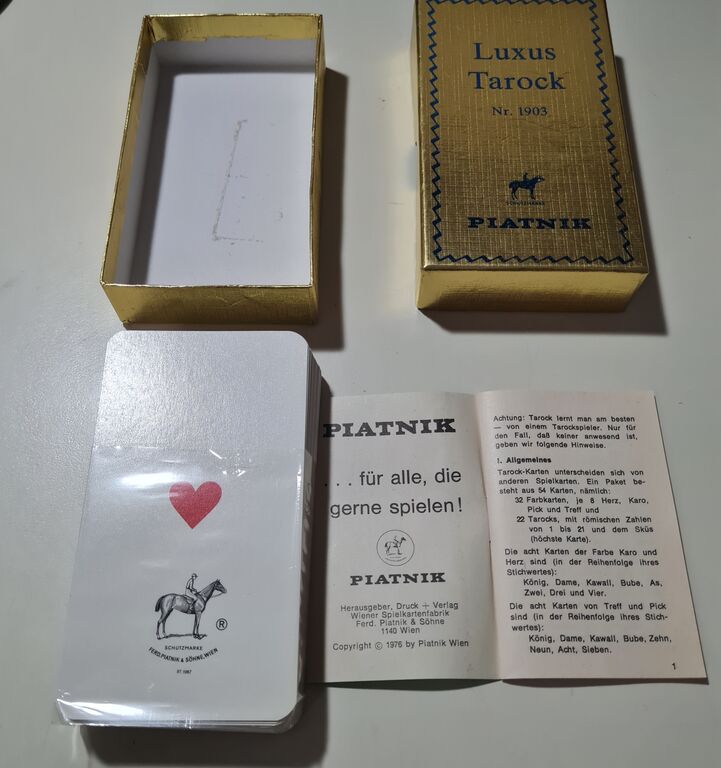 Luxus
Tarock
Nr. 1903
SCHUTZMARKE
PIATNIK
PIATNIK
. . . für alle, die
gerne spielen!
PIATNIK
Herausgeber, Druck + Verlag
Wiener Spielkartenfabrik
Ferd. Piatnik & Söhne
1140 Wien
Copyright © 1976 by Piatnik Wien
Achtung: Tarock lernt man am besten
— von einem Tarockspieler. Nur für
den Fall, daß keiner anwesend ist,
geben wir folgende Hinweise.
I. Allgemeines
Tarock-Karten unterscheiden sich von
anderen Spielkarten. Ein Paket be-
steht aus 54 Karten, nämlich:
32 Farbkarten, je 8 Herz, Karo,
Pick und Treff und
22 Tarocks, mit römischen Zahlen
von 1 bis 21 und dem Sküs
(höchste Karte).
Die acht Karten der Farbe Karo und
Herz sind (in der Reihenfolge ihres
Stichwertes):
König, Dame, Kawall, Bube, As,
Zwei, Drei und Vier.
Die acht Karten von Treff und Pick
sind (in der Reihenfolge ihres Stich-
wertes):
König, Dame, Kawall, Bube, Zehn,
Neun, Acht, Sieben.
1
®
SCHUTZMARKE
FERD. PIATNIK & SÖHNE, WIEN